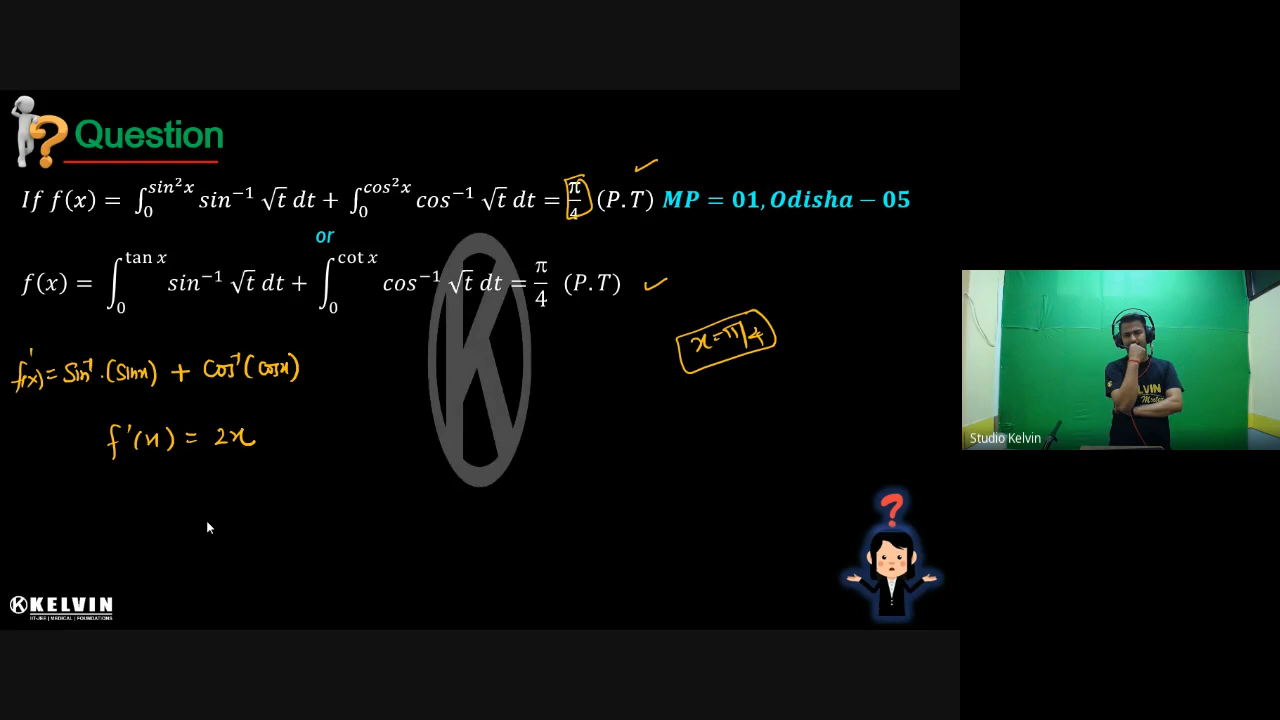 Question
If f(x) = ∫₀^{sin²x} sin⁻¹ √t dt + ∫₀^{cos²x} cos⁻¹ √t dt = π/4 (P.T) MP = 01, Odisha − 05
or
f(x) = ∫₀^{tan x} sin⁻¹ √t dt + ∫₀^{cot x} cos⁻¹ √t dt = π/4 (P.T)
x = π/4
f'(x) = Sin⁻¹.(Sinx) + Cos⁻¹(Cosx)
f'(x) = 2x
KELVIN
Studio Kelvin
KELVIN
IIT-JEE | MEDICAL | FOUNDATIONS